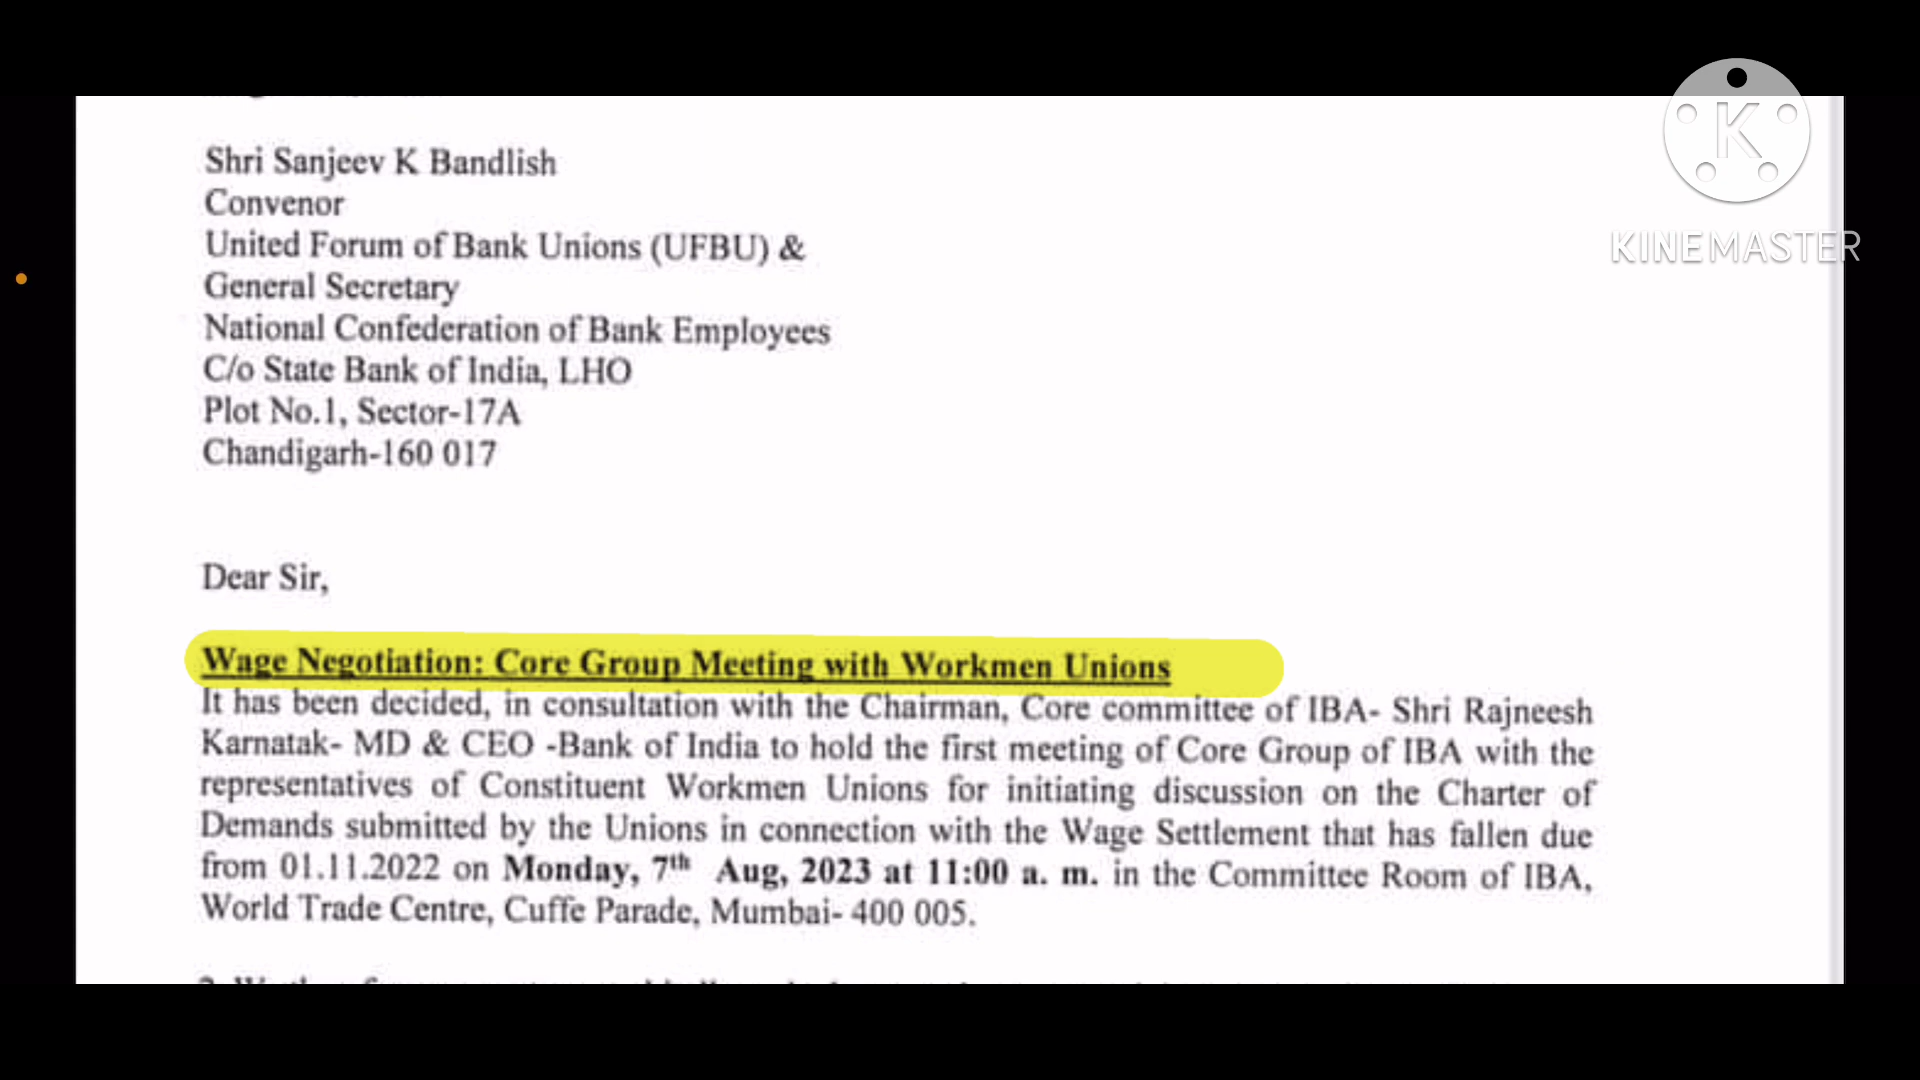 Shri Sanjeev K Bandlish
Convenor
United Forum of Bank Unions (UFBU) &
General Secretary
National Confederation of Bank Employees
C/o State Bank of India, LHO
Plot No.1, Sector-17A
Chandigarh-160 017
Dear Sir,
Wage Negotiation: Core Group Meeting with Workmen Unions
It has been decided, in consultation with the Chairman, Core committee of IBA- Shri Rajneesh
Karnatak- MD & CEO -Bank of India to hold the first meeting of Core Group of IBA with the
representatives of Constituent Workmen Unions for initiating discussion on the Charter of
Demands submitted by the Unions in connection with the Wage Settlement that has fallen due
from 01.11.2022 on Monday, 7th Aug, 2023 at 11:00 a. m. in the Committee Room of IBA,
World Trade Centre, Cuffe Parade, Mumbai- 400 005.
K
KINEMASTER